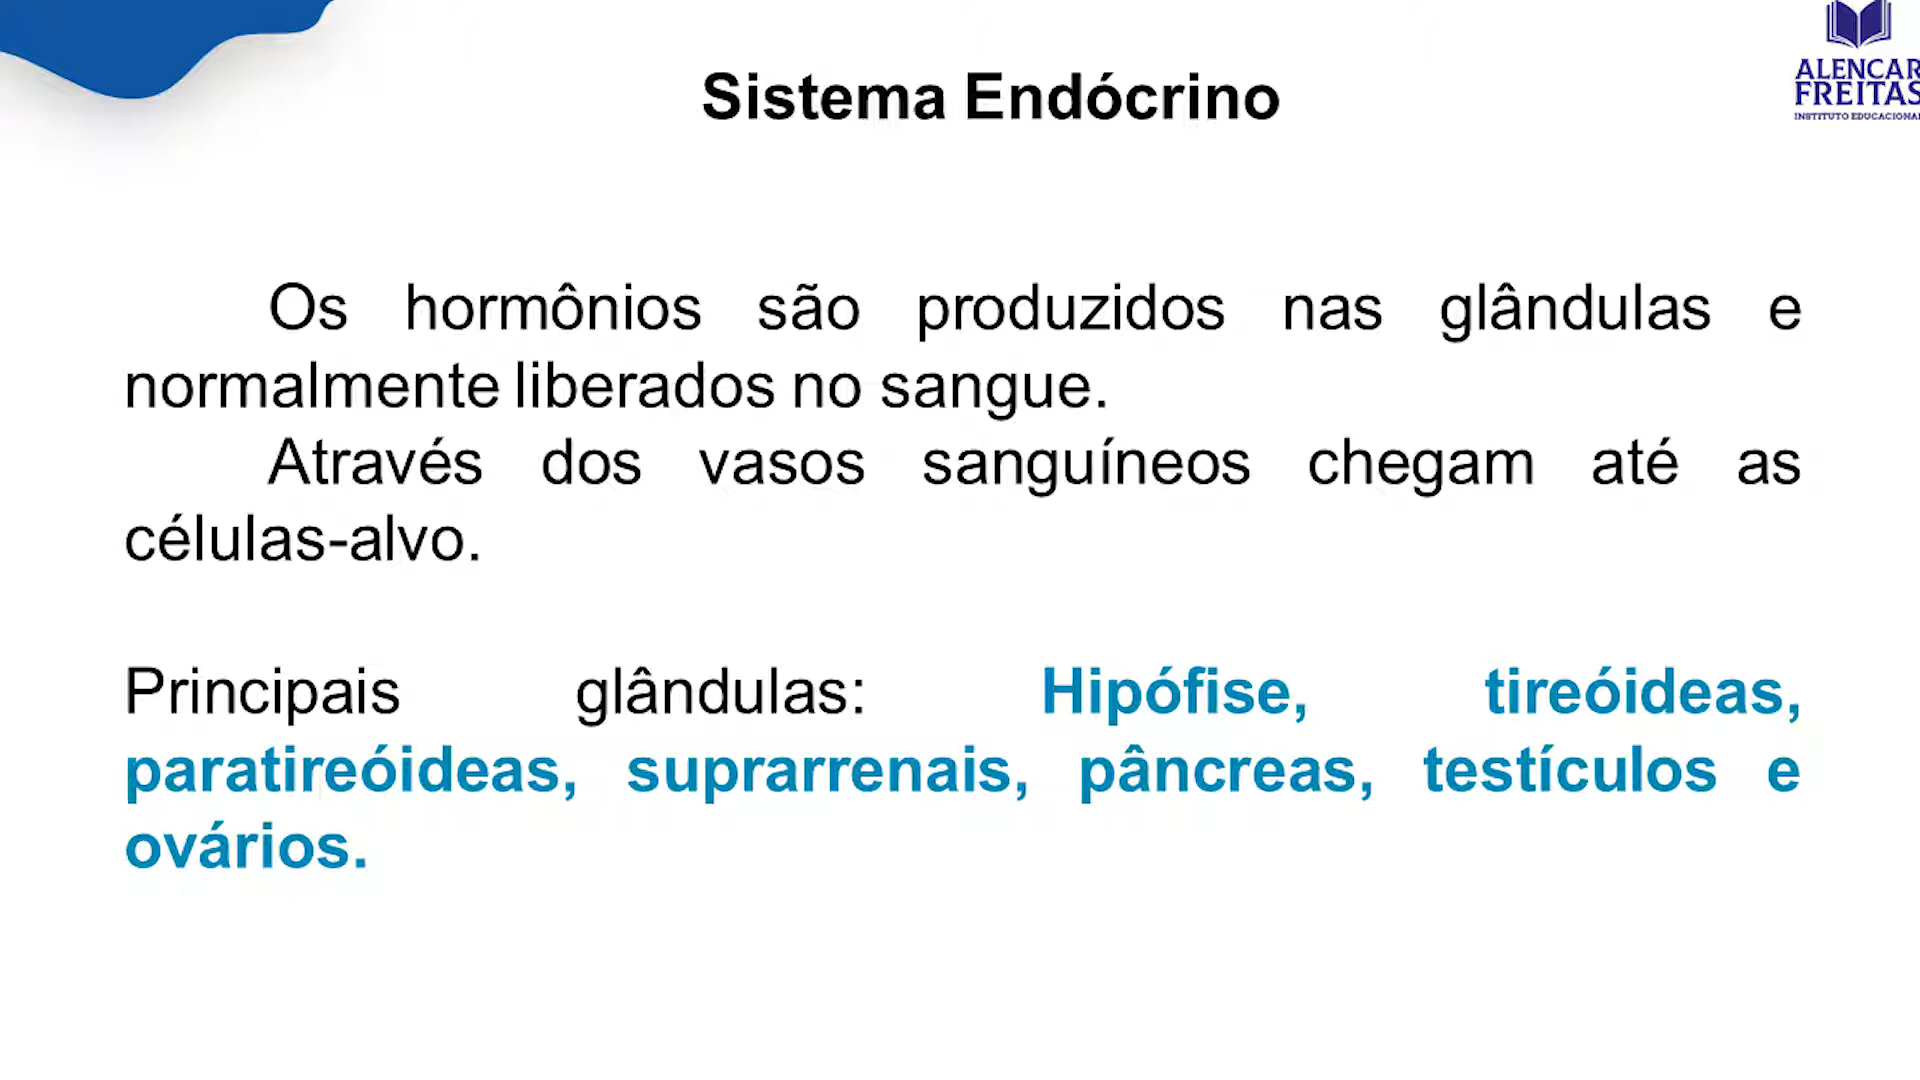 ALENCAR
FREITAS
INSTITUTO EDUCACIONAL
Sistema Endócrino
Os hormônios são produzidos nas glândulas e
normalmente liberados no sangue.
Através dos vasos sanguíneos chegam até as
células-alvo.
Principais glândulas: Hipófise, tireóideas,
paratireóideas, suprarrenais, pâncreas, testículos e
ovários.